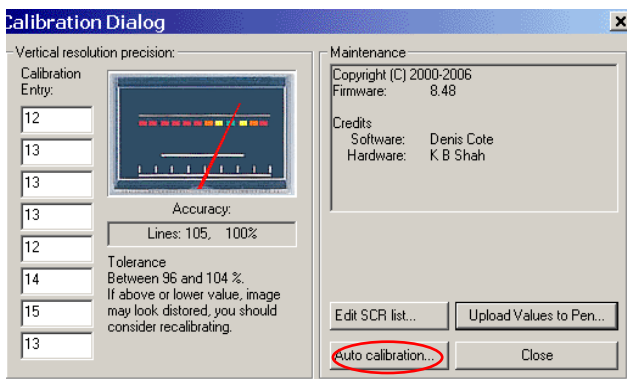 Calibration Dialog
Vertical resolution precision:
Calibration
Entry:
12
13
13
13
12
14
15
13
Accuracy:
Lines: 105, 100%
Tolerance
Between 96 and 104 %.
If above or lower value, image
may look distored, you should
consider recalibrating.
Maintenance
Copyright (C) 2000-2006
Firmware: 8.48
Credits
Software: Denis Cote
Hardware: K B Shah
Edit SCR list...
Upload Values to Pen...
Auto calibration...
Close